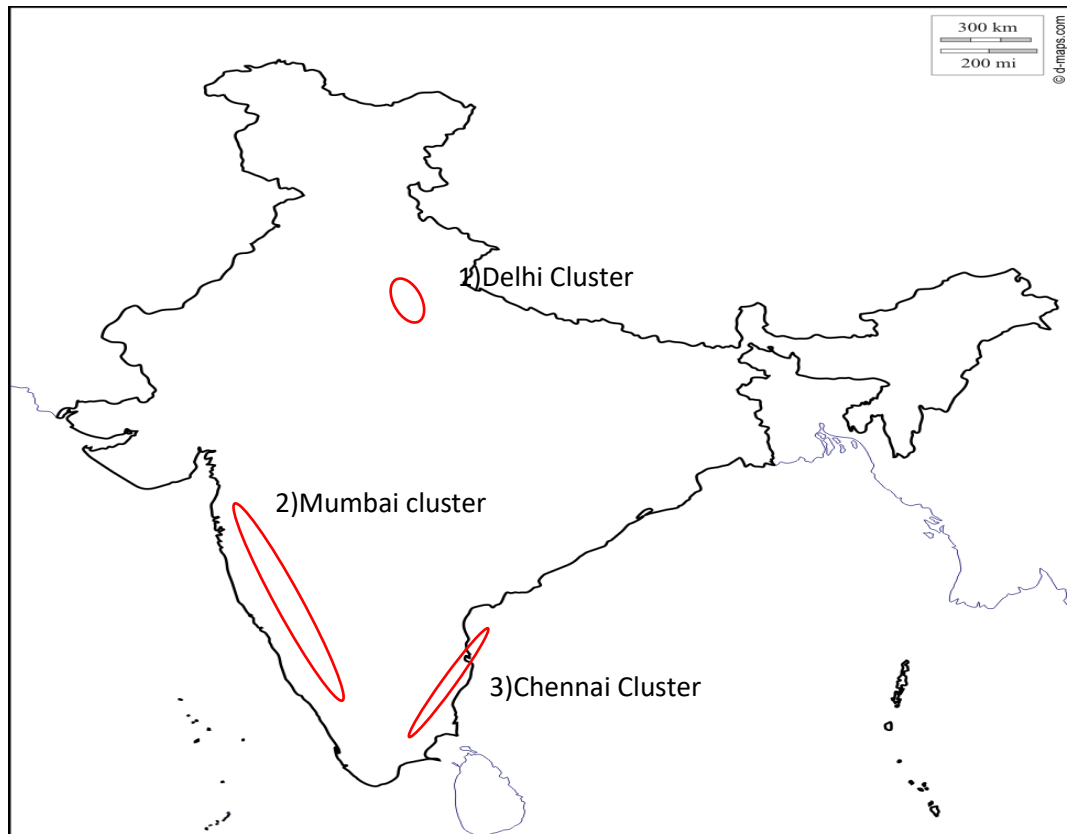 300 km
200 mi
© d-maps.com
1)Delhi Cluster
2)Mumbai cluster
3)Chennai Cluster